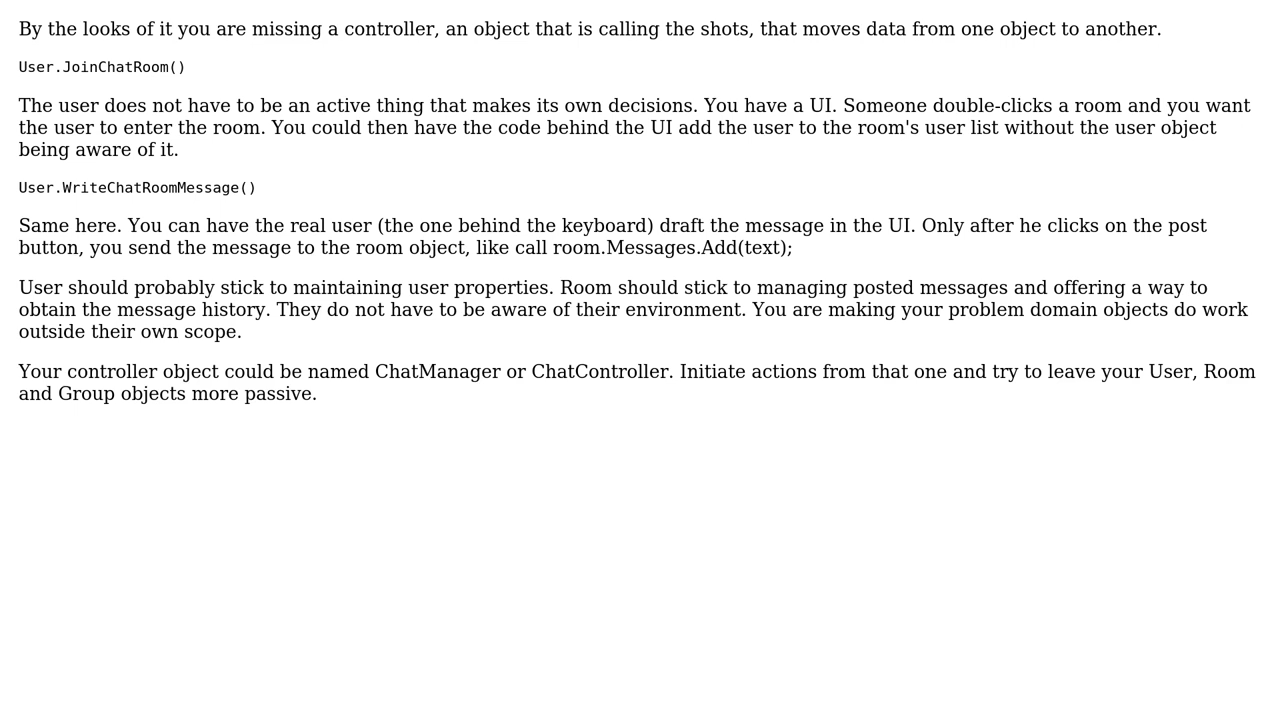 By the looks of it you are missing a controller, an object that is calling the shots, that moves data from one object to another.
User.JoinChatRoom()
The user does not have to be an active thing that makes its own decisions. You have a UI. Someone double-clicks a room and you want
the user to enter the room. You could then have the code behind the UI add the user to the room's user list without the user object
being aware of it.
User.WriteChatRoomMessage()
Same here. You can have the real user (the one behind the keyboard) draft the message in the UI. Only after he clicks on the post
button, you send the message to the room object, like call room.Messages.Add(text);
User should probably stick to maintaining user properties. Room should stick to managing posted messages and offering a way to
obtain the message history. They do not have to be aware of their environment. You are making your problem domain objects do work
outside their own scope.
Your controller object could be named ChatManager or ChatController. Initiate actions from that one and try to leave your User, Room
and Group objects more passive.